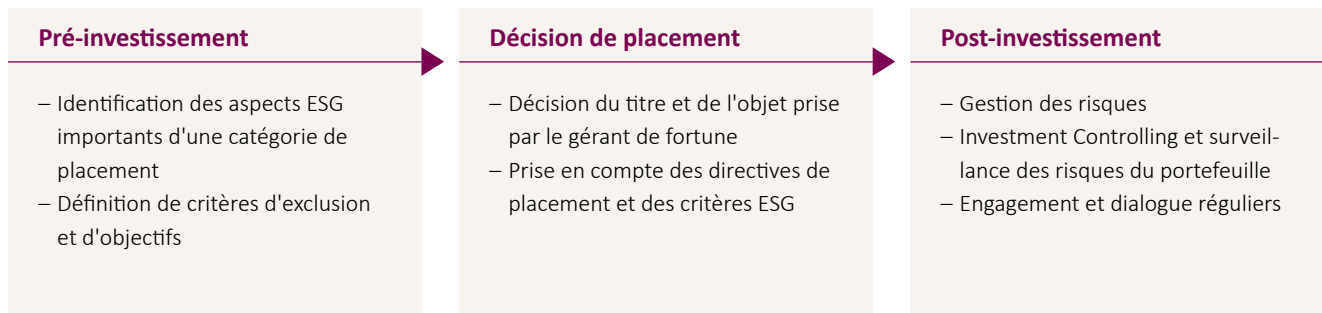 Pré-investissement
– Identification des aspects ESG
importants d'une catégorie de
placement
– Définition de critères d'exclusion
et d'objectifs
Décision de placement
– Décision du titre et de l'objet prise
par le gérant de fortune
– Prise en compte des directives de
placement et des critères ESG
Post-investissement
– Gestion des risques
– Investment Controlling et surveil-
lance des risques du portefeuille
– Engagement et dialogue réguliers